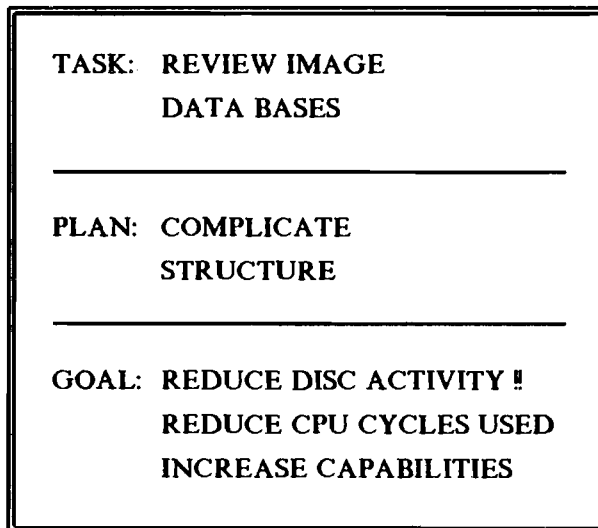 TASK: REVIEW IMAGE
DATA BASES
PLAN: COMPLICATE
STRUCTURE
GOAL: REDUCE DISC ACTIVITY !!
REDUCE CPU CYCLES USED
INCREASE CAPABILITIES